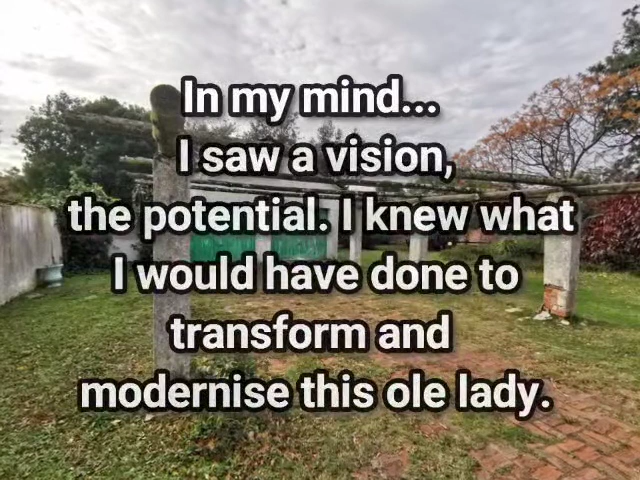 In my mind...
I saw a vision,
the potential. I knew what
I would have done to
transform and
modernise this ole lady.